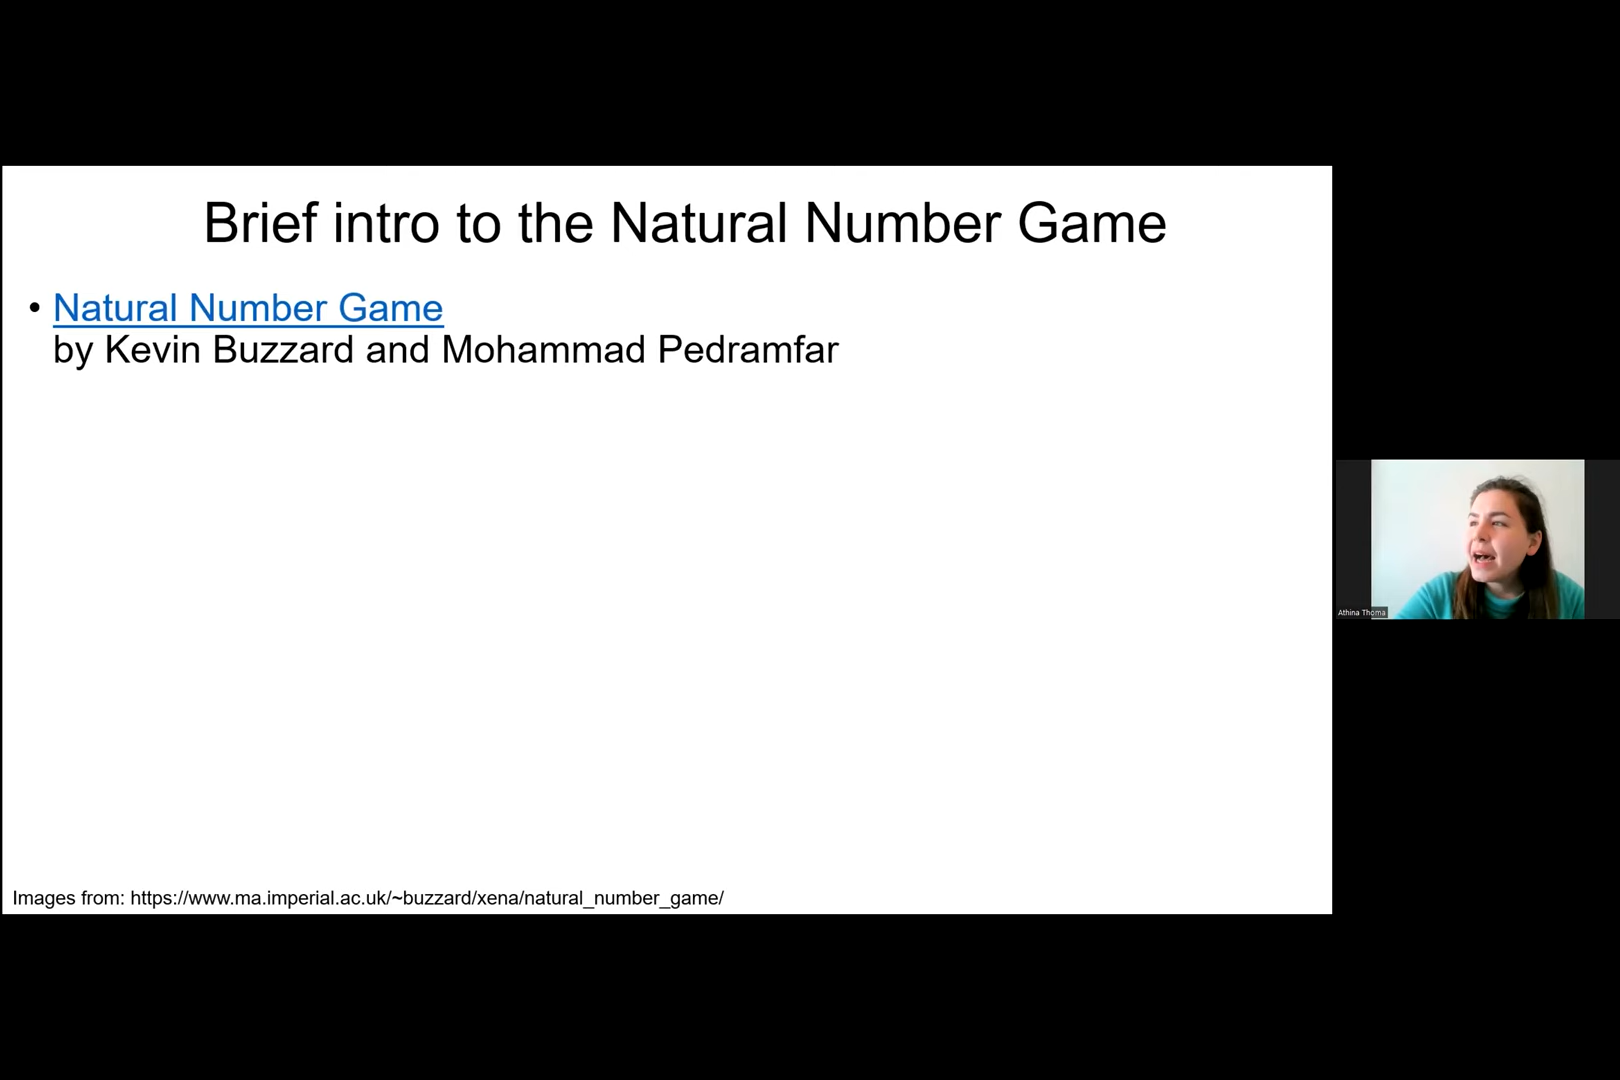 Brief intro to the Natural Number Game
• Natural Number Game
by Kevin Buzzard and Mohammad Pedramfar
Athina Thoma
Images from: https://www.ma.imperial.ac.uk/~buzzard/xena/natural_number_game/